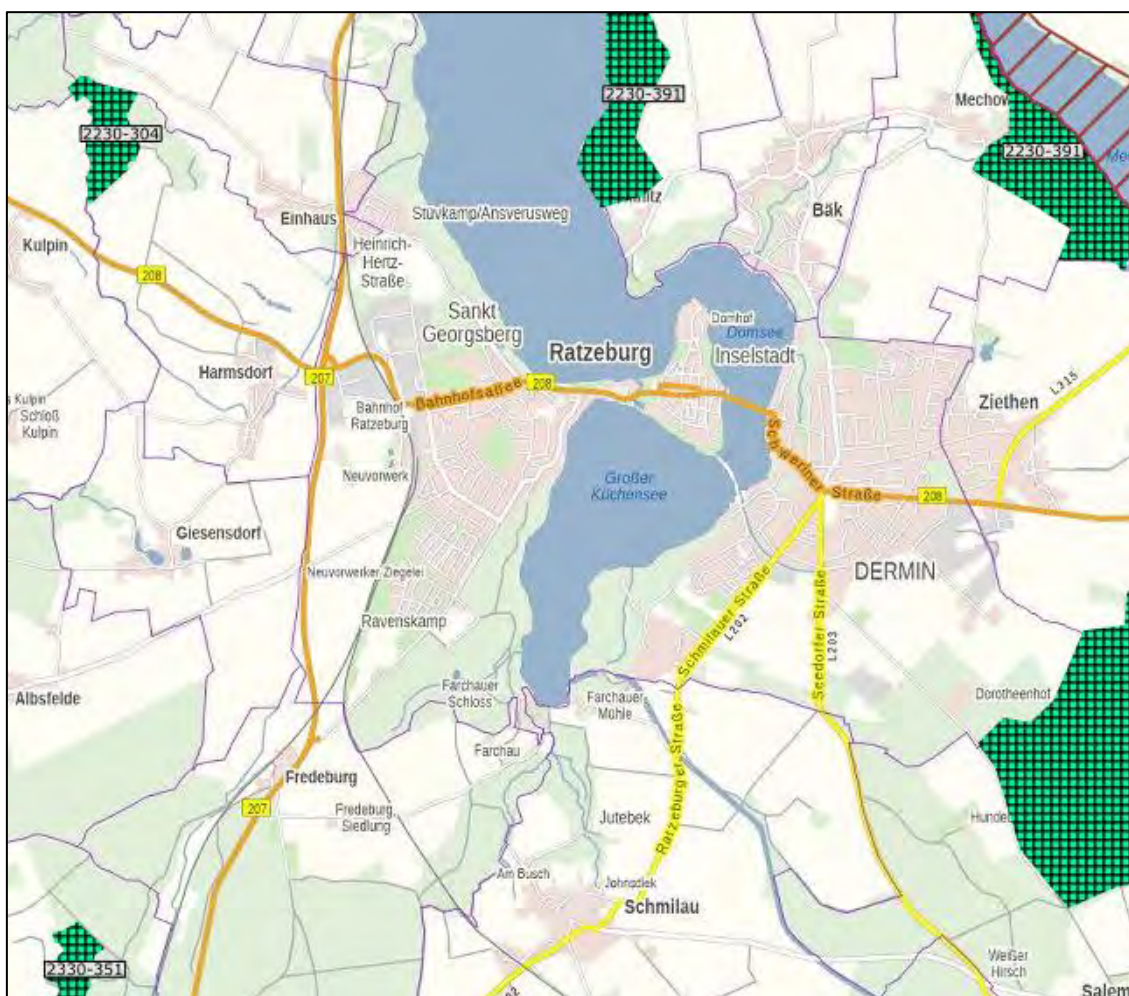 2230-391
Mechow
2230-304
2230-391
Stüvkamp/Ansverusweg
Einhaus
Bäk
Kulpin
Heinrich-
Hertz-
Straße
208
Sankt
Georgsberg
Domhof
Domsee
Ratzeburg
Inselstadt
Harmsdorf
207
Bahnhofsallee
208
L315
Ziethen
s Kulpin
Schloß
Kulpin
Bahnhof
Ratzeburg
Neuvorwerk
Großer
Küchensee
Schweriner Straße
208
Giesensdorf
Neuvorwerker Ziegelei
DERMIN
Ravenskamp
Schmilauer Straße
L202
Seedorfer Straße
L203
Albsfelde
Farchauer
Schloss
Farchauer
Mühle
Dorotheenhof
Farchau
Ratzeburger Straße
Fredeburg
207
Fredeburg
Siedlung
Jutebek
Hunde
Am Busch
Schmilau
2330-351
Weißer
Hirsch
Salem